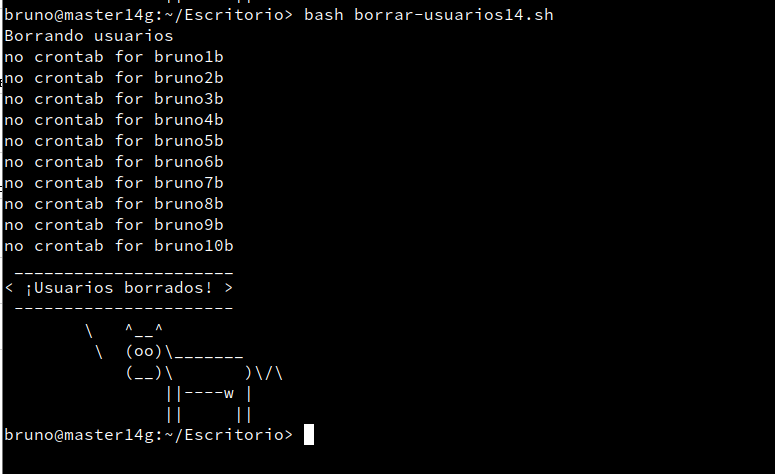 bruno@master14g:~/Escritorio> bash borrar-usuarios14.sh
Borrando usuarios
no crontab for bruno1b
no crontab for bruno2b
no crontab for bruno3b
no crontab for bruno4b
no crontab for bruno5b
no crontab for bruno6b
no crontab for bruno7b
no crontab for bruno8b
no crontab for bruno9b
no crontab for bruno10b
 ______________________
< ¡Usuarios borrados! >
 ----------------------
        \   ^__^
         \  (oo)\_______
            (__)\       )\/\
                ||----w |
                ||     ||
bruno@master14g:~/Escritorio>